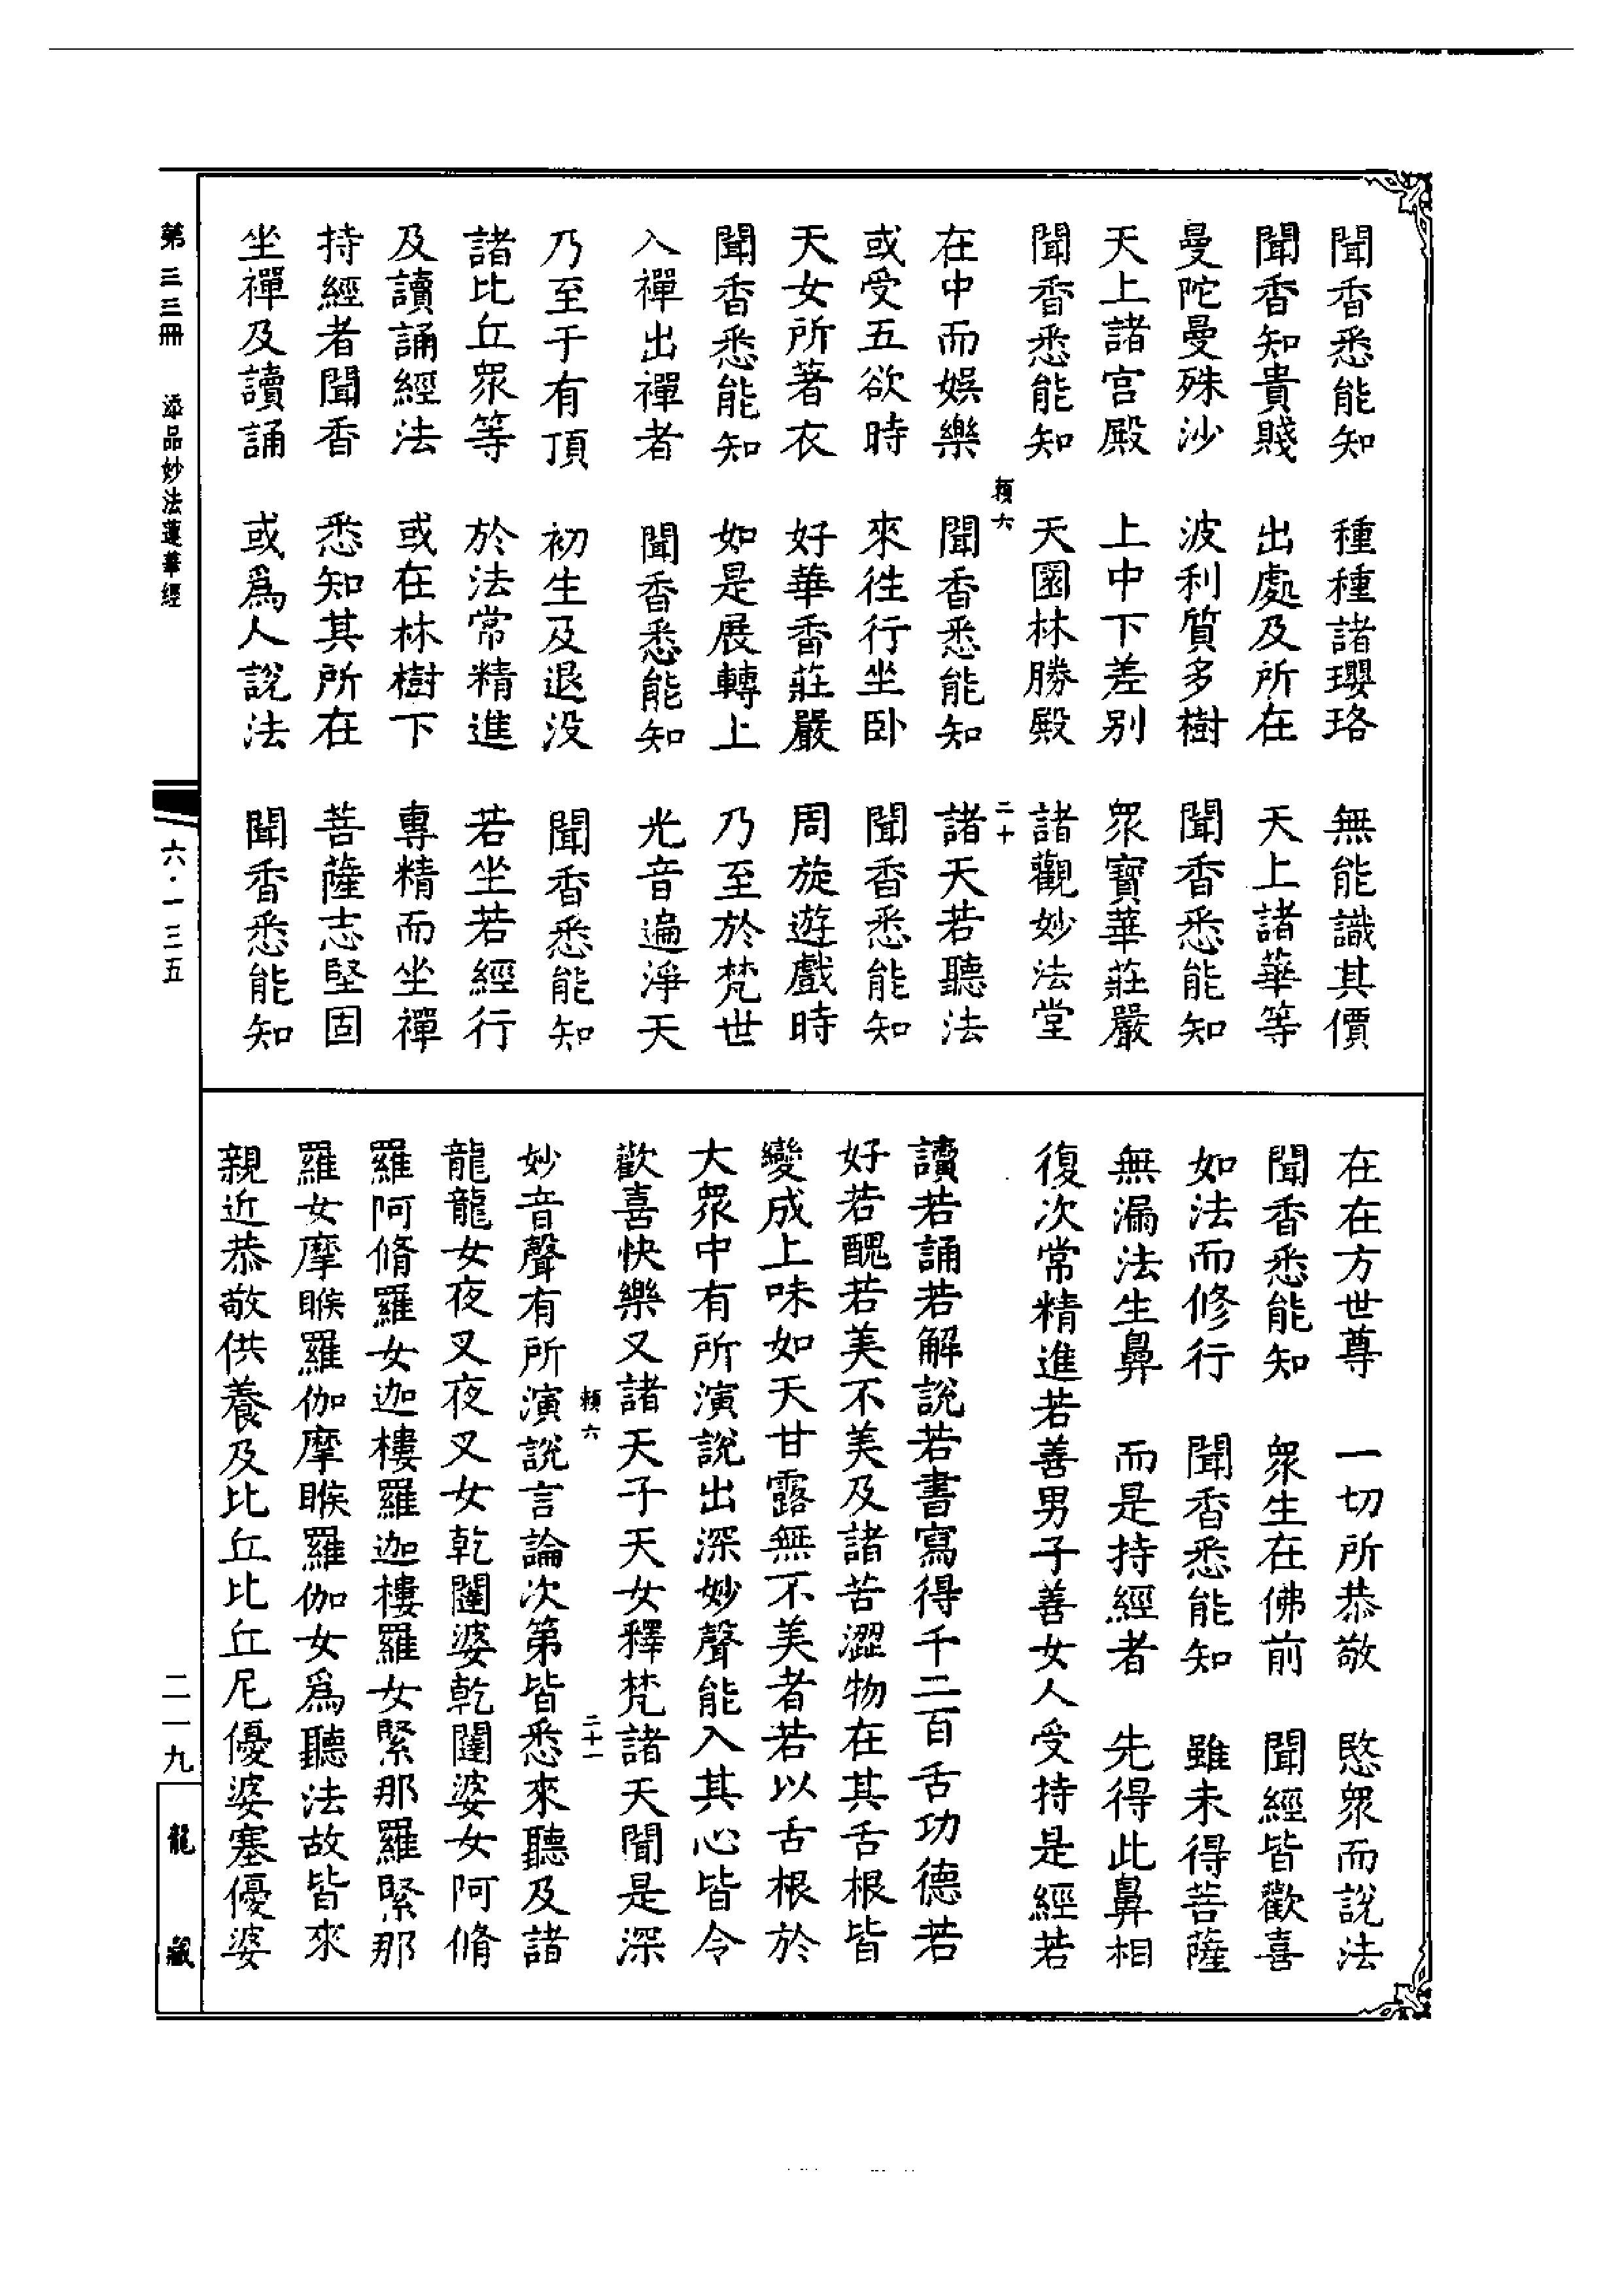 聞香悉能知　種種諸瓔珞　無能識其價
聞香知貴賤　出處及所在　天上諸華等
曼陀曼殊沙　波利質多樹　聞香悉能知
天上諸宮殿　上中下差别　眾寶華莊嚴
聞香悉能知　天園林勝殿　諸觀妙法堂
頼六　二十
在中而娛樂　聞香悉能知　諸天若聽法
或受五欲時　來往行坐卧　聞香悉能知
天女所著衣　好華香莊嚴　周旋遊戲時
聞香悉能知　如是展轉上　乃至於梵世
入禪出禪者　聞香悉能知　光音遍淨天
乃至于有頂　初生及退没　聞香悉能知
諸比丘眾等　於法常精進　若坐若經行
及讀誦經法　或在林樹下　專精而坐禪
持經者聞香　悉知其所在　菩薩志堅固
坐禪及讀誦　或爲人說法　聞香悉能知
在在方世尊　一切所恭敬　愍眾而說法
聞香悉能知　眾生在佛前　聞經皆歡喜
如法而修行　聞香悉能知　雖未得菩薩
無漏法生鼻　而是持經者　先得此鼻相
復次常精進若善男子善女人受持是經若
讀若誦若解說若書寫得千二百舌功德若
好若醜若美不美及諸苦澀物在其舌根皆
變成上味如天甘露無不美者若以舌根於
大眾中有所演說出深妙聲能入其心皆令
歡喜快樂又諸天子天女釋梵諸天聞是深
頼六　二十一
妙音聲有所演說言論次第皆悉來聽及諸
龍龍女夜叉夜叉女乾闥婆乾闥婆女阿脩
羅阿脩羅女迦樓羅迦樓羅女緊那羅緊那
羅女摩睺羅伽摩睺羅伽女爲聽法故皆來
親近恭敬供養及比丘比丘尼優婆塞優婆
第三三冊　添品妙法蓮華經　六·一三五　二一九　龍藏